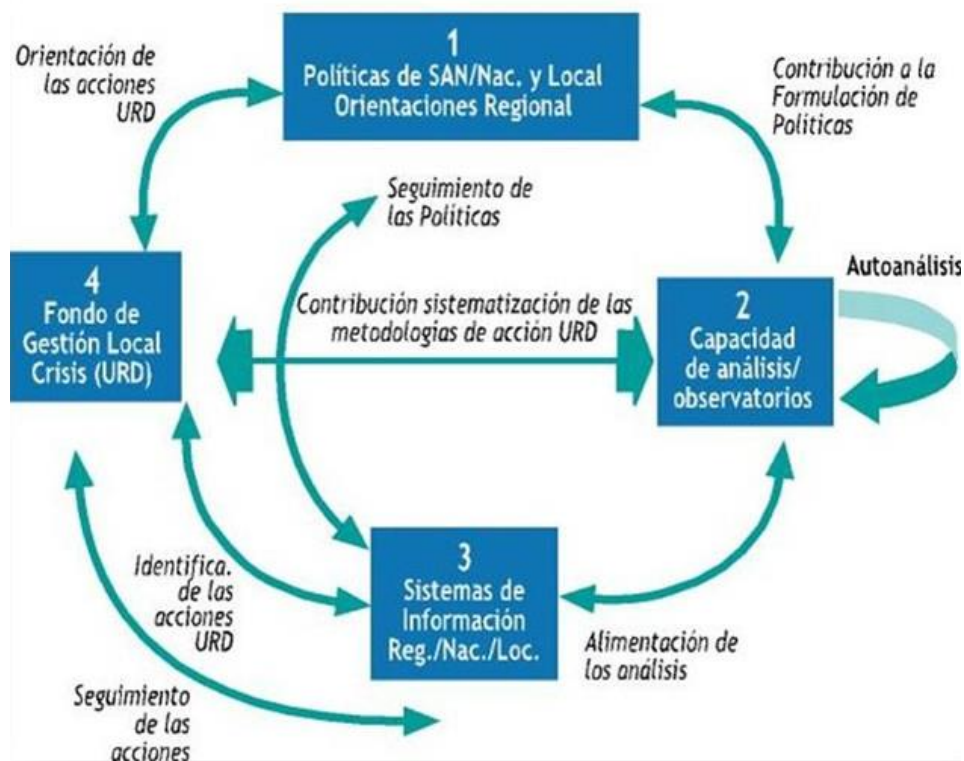 Orientación de
las acciones
URD
1
Políticas de SAN/Nac. y Local
Orientaciones Regional
Contribución a la
Formulación de
Políticas
Seguimiento de
las Políticas
4
Fondo de
Gestión Local
Crisis (URD)
Contribución sistematización de las
metodologías de acción URD
2
Capacidad
de análisis/
observatorios
Autoanálisis
3
Sistemas de
Información
Reg./Nac./Loc.
Identifica.
de las
acciones
URD
Alimentación de
los análisis
Seguimiento
de las
acciones